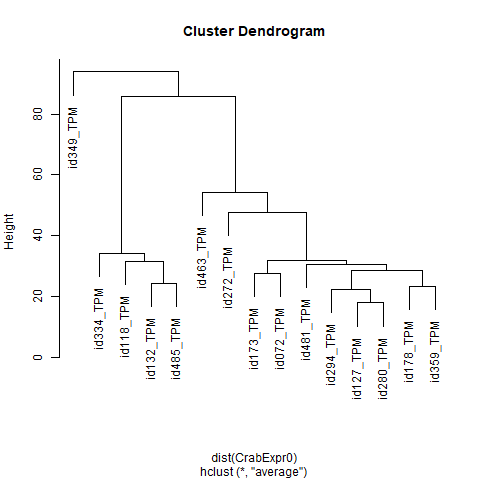 Cluster Dendrogram
Height
0
20
40
60
80
id349_TPM
id334_TPM
id118_TPM
id132_TPM
id485_TPM
id463_TPM
id272_TPM
id173_TPM
id072_TPM
id481_TPM
id294_TPM
id127_TPM
id280_TPM
id178_TPM
id359_TPM
dist(CrabExpr0)
hclust (*, "average")